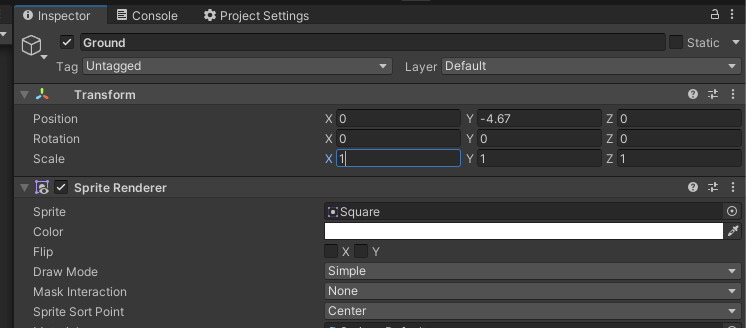 Inspector Console Project Settings
Ground Static
Tag Untagged Layer Default
Transform
Position X 0 Y -4.67 Z 0
Rotation X 0 Y 0 Z 0
Scale X 1 Y 1 Z 1
Sprite Renderer
Sprite Square
Color
Flip X Y
Draw Mode Simple
Mask Interaction None
Sprite Sort Point Center